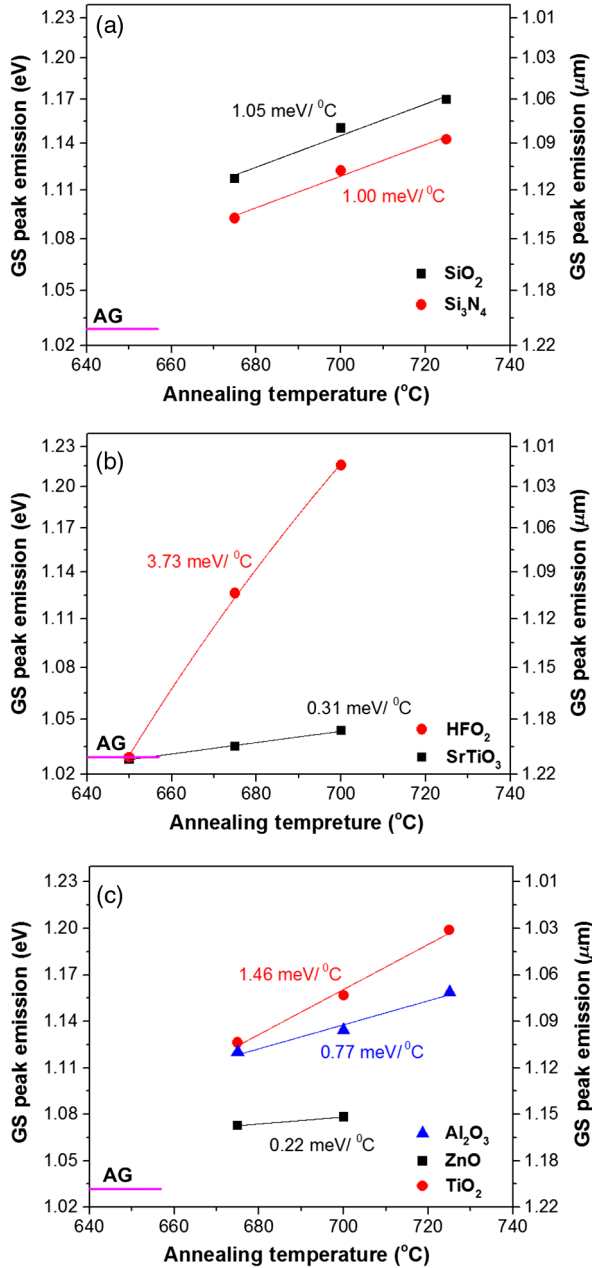 (a)
GS peak emission (eV)
1.23
1.20
1.17
1.14
1.11
1.08
1.05
1.02
1.05 meV/ ⁰C
1.00 meV/ ⁰C
SiO₂
Si₃N₄
AG
1.01
1.03
1.06
1.09
1.12
1.15
1.19
1.22
GS peak emission (μm)
640 660 680 700 720 740
Annealing temperature (°C)
(b)
GS peak emission (eV)
1.23
1.20
1.17
1.14
1.11
1.08
1.05
1.02
3.73 meV/ ⁰C
0.31 meV/ ⁰C
HFO₂
SrTiO₃
AG
1.01
1.03
1.06
1.09
1.12
1.15
1.19
1.22
GS peak emission (μm)
640 660 680 700 720 740
Annealing tempreture (°C)
(c)
GS peak emission (eV)
1.23
1.20
1.17
1.14
1.11
1.08
1.05
1.02
1.46 meV/ ⁰C
0.77 meV/ ⁰C
0.22 meV/ ⁰C
Al₂O₃
ZnO
TiO₂
AG
1.01
1.03
1.06
1.09
1.12
1.15
1.19
1.22
GS peak emission (μm)
640 660 680 700 720 740
Annealing Temperature (°C)